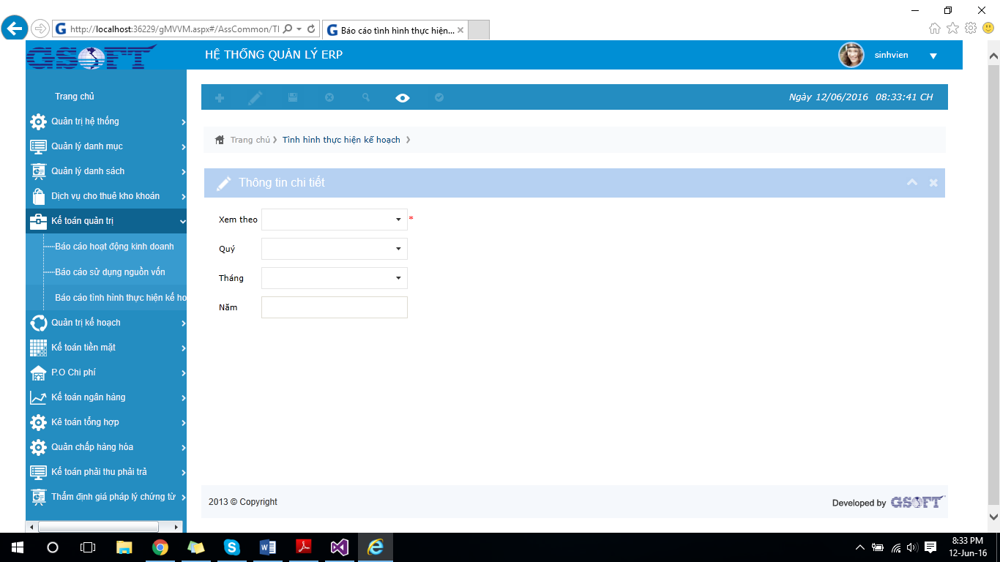 http://localhost:36229/gMVVM.aspx#/AssCommon/Tl
Báo cáo tình hình thực hiện...
GSOFT
HỆ THỐNG QUẢN LÝ ERP
sinhvien
Trang chủ
Quản trị hệ thống
Quản lý danh mục
Quản lý danh sách
Dịch vụ cho thuê kho khoán
Kế toán quản trị
Báo cáo hoạt động kinh doanh
Báo cáo sử dụng nguồn vốn
Báo cáo tình hình thực hiện kế ho
Quản trị kế hoạch
Kế toán tiền mặt
P.O Chi phí
Kế toán ngân hàng
Kế toán tổng hợp
Quản chấp hàng hòa
Kế toán phải thu phải trả
Thẩm định giá pháp lý chứng từ
Ngày 12/06/2016 08:33:41 CH
Trang chủ
Tình hình thực hiện kế hoạch
Thông tin chi tiết
Xem theo *
Quý
Tháng
Năm
2013 © Copyright
Developed by GSOFT
8:33 PM
12-Jun-16